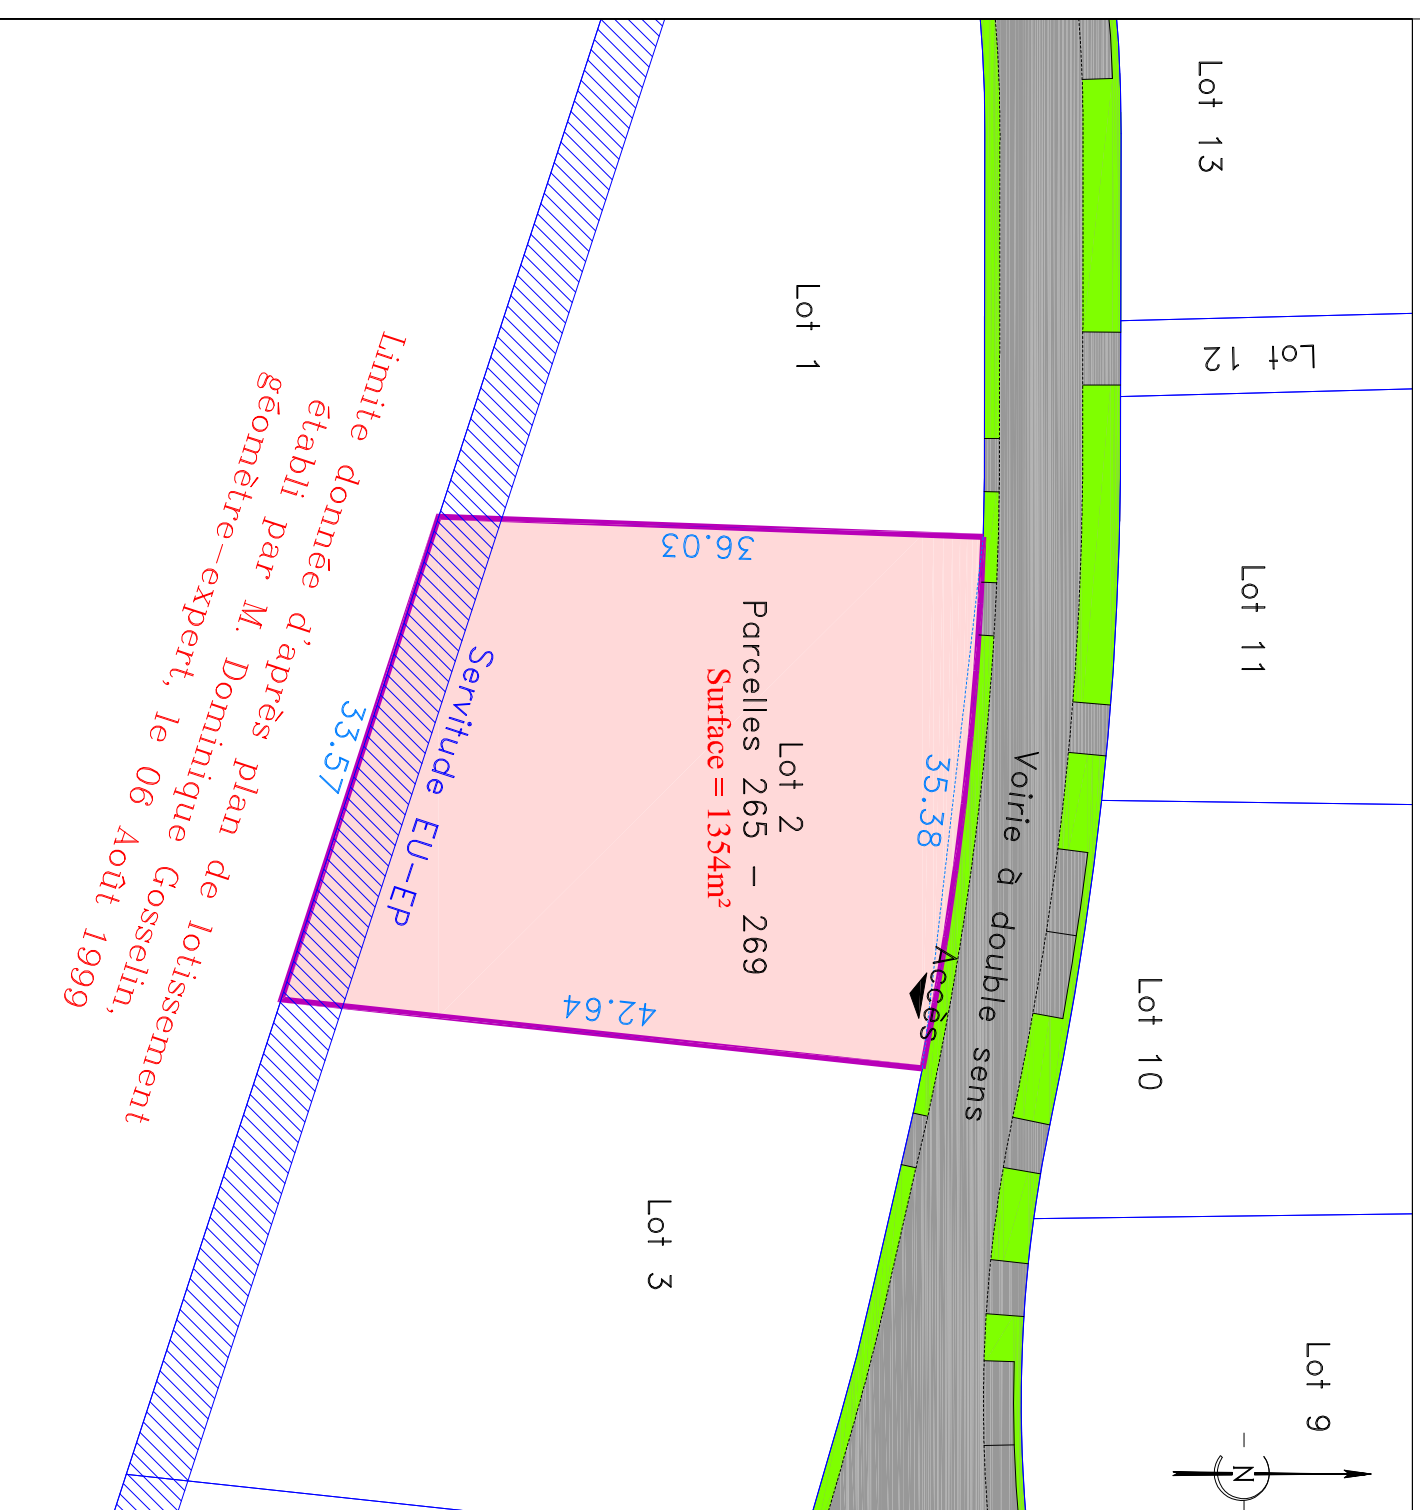 Lot 13
Lot 12
Lot 11
Lot 10
Lot 9
N
Voirie à double sens
Accès
Lot 1
36.03
35.38
Lot 2
Parcelles 265 - 269
Surface = 1354m²
42.64
Servitude EU-EP
33.57
Lot 3
Limite donnée d'après plan de lotissement
établi par M. Dominique Gosselin,
géomètre-expert, le 06 Août 1999